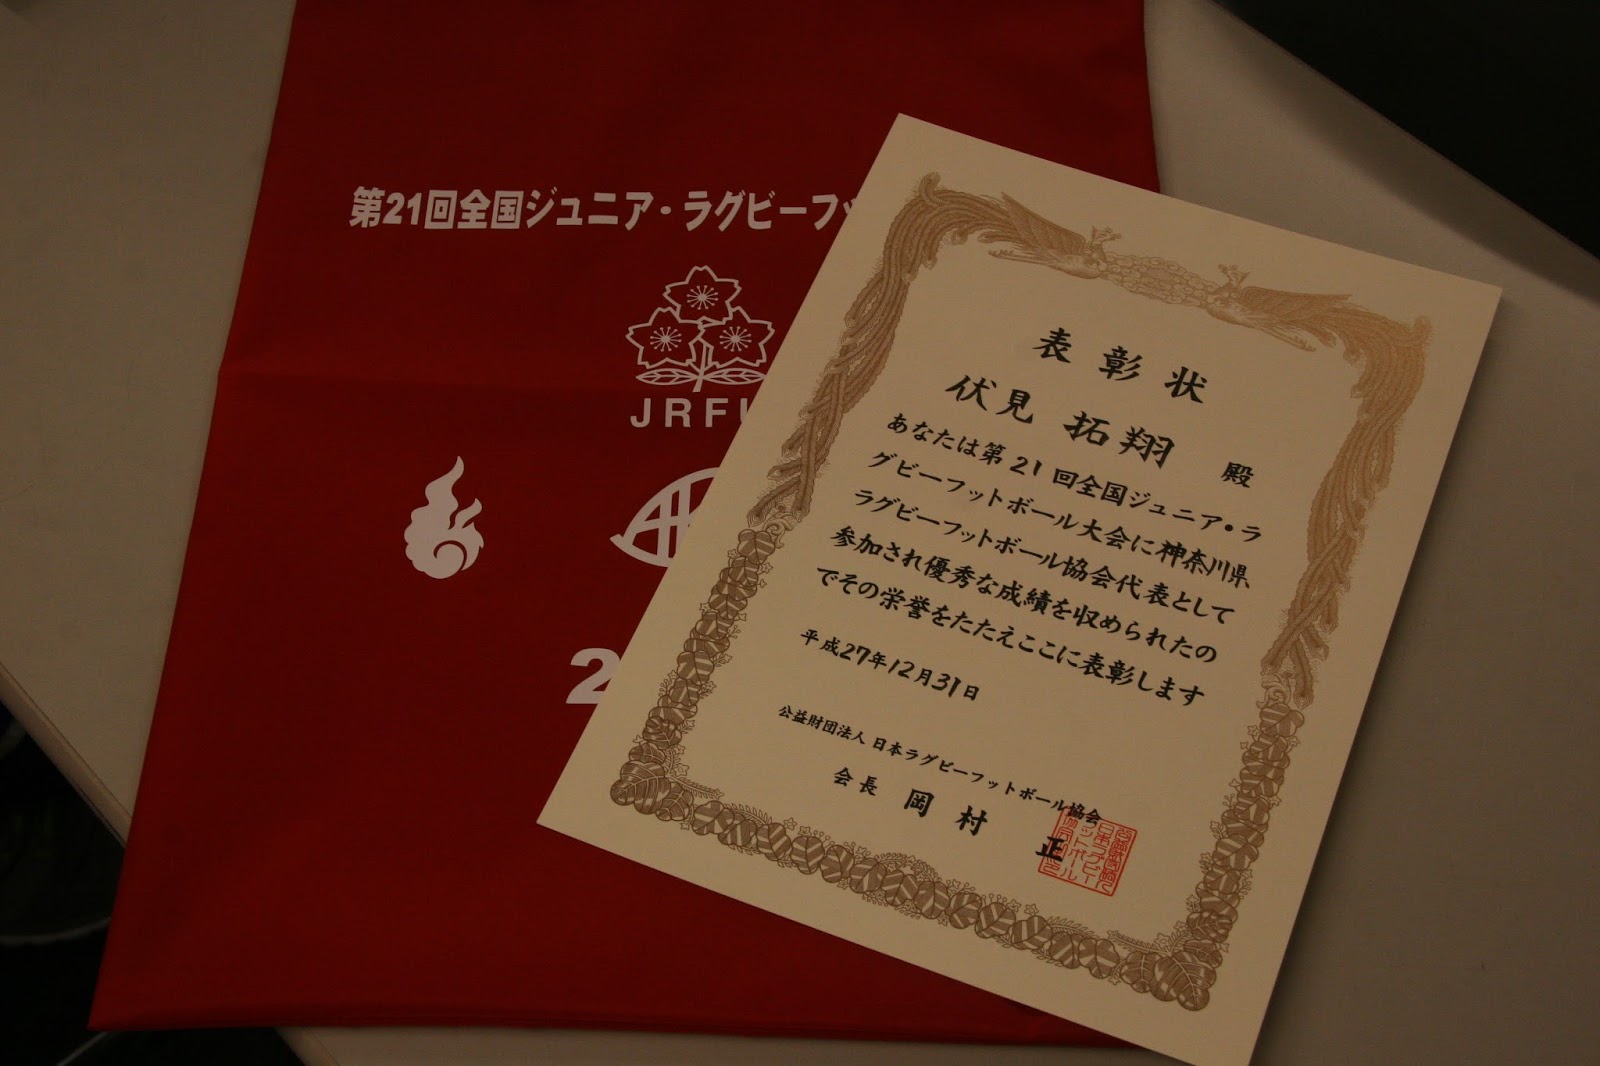 第21回全国ジュニア・ラグビーフッ
JRFU
2
表彰状
伏見 拓翔 殿
あなたは第21回全国ジュニア・ラ
グビーフットボール大会に神奈川県
ラグビーフットボール協会代表として
参加され優秀な成績を収められたの
でその栄誉をたたえここに表彰します
平成27年12月31日
公益財団法人 日本ラグビーフットボール協会
会長 岡村 正